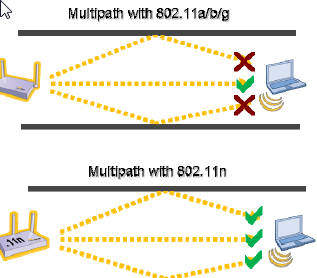 Multipath with 802.11a/b/g
Multipath with 802.11n
.11n